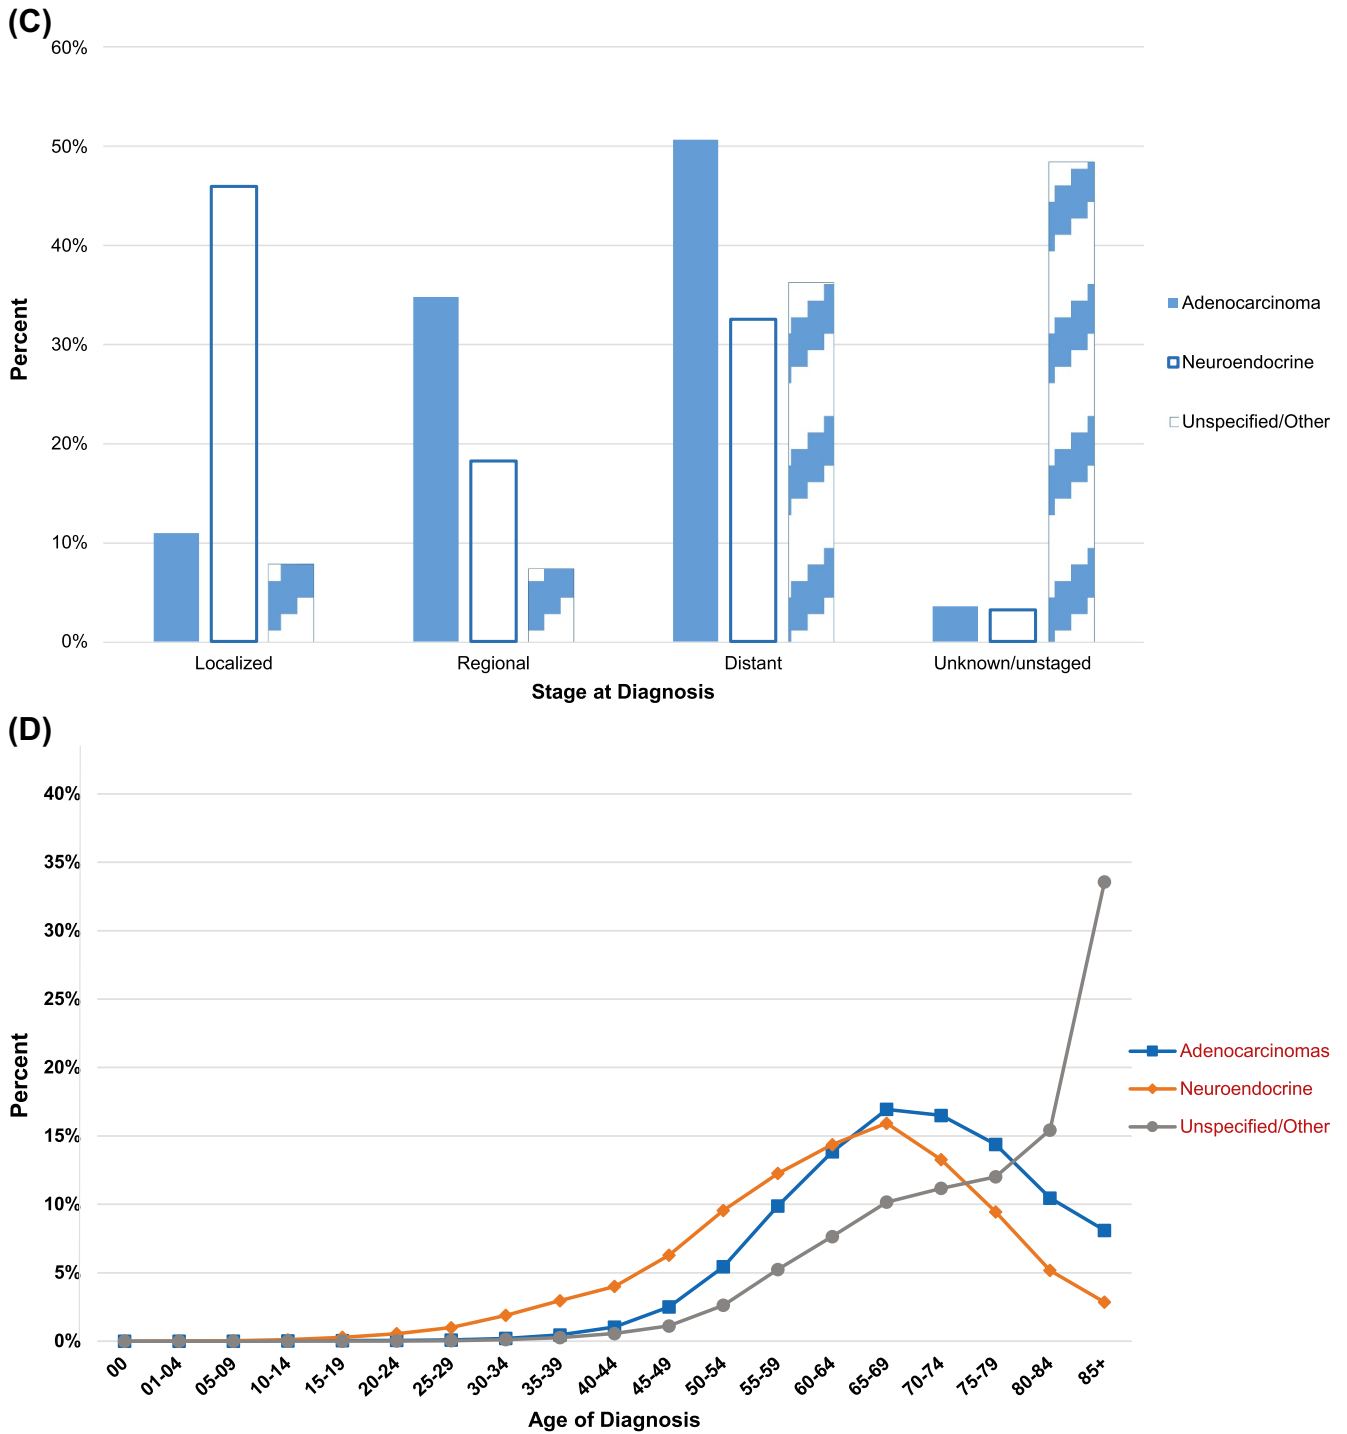 (C)
60%
50%
40%
30%
20%
10%
0%
Percent
Localized Regional Distant Unknown/unstaged
Stage at Diagnosis
Adenocarcinoma
Neuroendocrine
Unspecified/Other
(D)
40%
35%
30%
25%
20%
15%
10%
5%
0%
Percent
00 01-04 05-09 10-14 15-19 20-24 25-29 30-34 35-39 40-44 45-49 50-54 55-59 60-64 65-69 70-74 75-79 80-84 85+
Age of Diagnosis
Adenocarcinomas
Neuroendocrine
Unspecified/Other